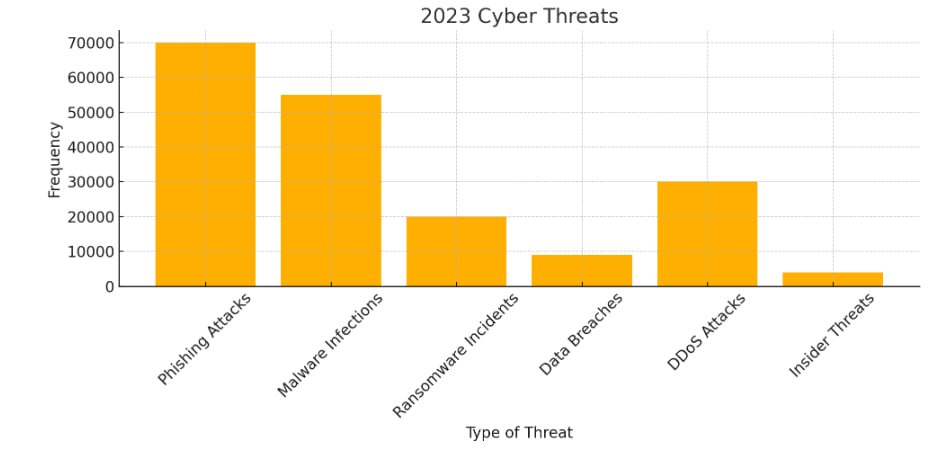 2023 Cyber Threats
Frequency
70000
60000
50000
40000
30000
20000
10000
0
Phishing Attacks
Malware Infections
Ransomware Incidents
Data Breaches
DDoS Attacks
Insider Threats
Type of Threat